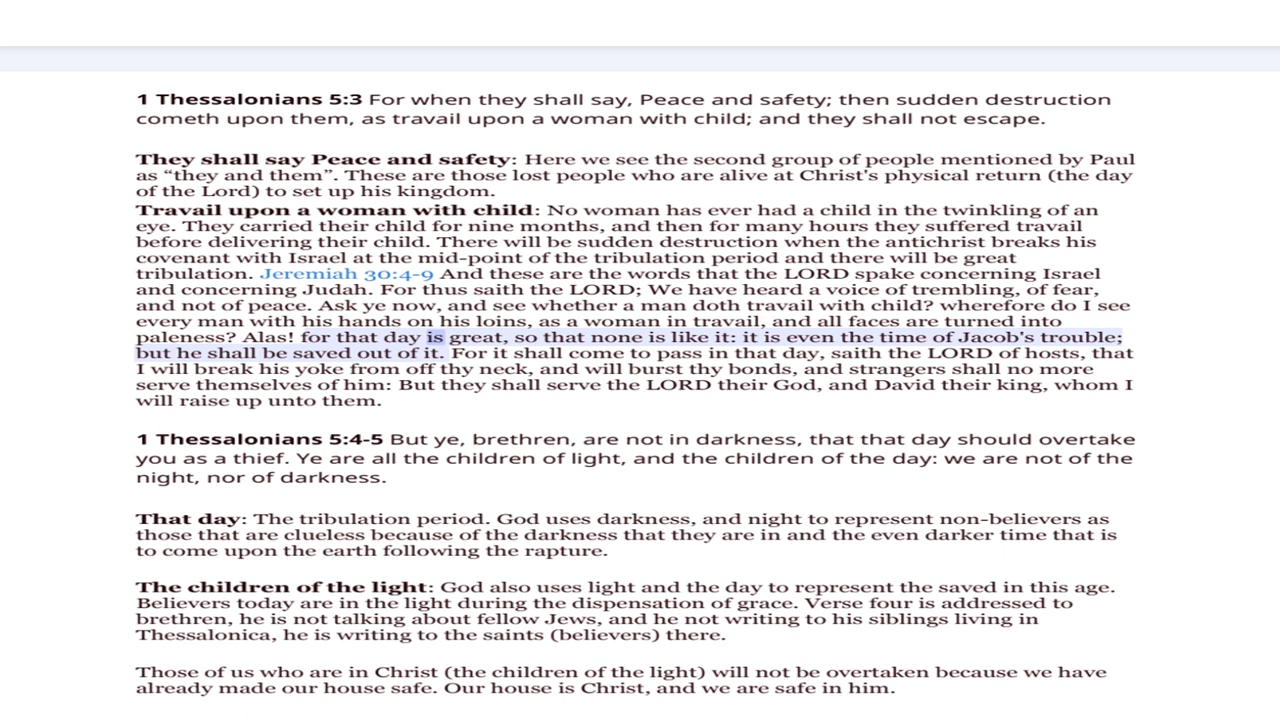 1 Thessalonians 5:3 For when they shall say, Peace and safety; then sudden destruction
cometh upon them, as travail upon a woman with child; and they shall not escape.
They shall say Peace and safety: Here we see the second group of people mentioned by Paul
as “they and them”. These are those lost people who are alive at Christ's physical return (the day
of the Lord) to set up his kingdom.
Travail upon a woman with child: No woman has ever had a child in the twinkling of an
eye. They carried their child for nine months, and then for many hours they suffered travail
before delivering their child. There will be sudden destruction when the antichrist breaks his
covenant with Israel at the mid-point of the tribulation period and there will be great
tribulation. Jeremiah 30:4-9 And these are the words that the LORD spake concerning Israel
and concerning Judah. For thus saith the LORD; We have heard a voice of trembling, of fear,
and not of peace. Ask ye now, and see whether a man doth travail with child? wherefore do I see
every man with his hands on his loins, as a woman in travail, and all faces are turned into
paleness? Alas! for that day is great, so that none is like it: it is even the time of Jacob's trouble;
but he shall be saved out of it. For it shall come to pass in that day, saith the LORD of hosts, that
I will break his yoke from off thy neck, and will burst thy bonds, and strangers shall no more
serve themselves of him: But they shall serve the LORD their God, and David their king, whom I
will raise up unto them.
1 Thessalonians 5:4-5 But ye, brethren, are not in darkness, that that day should overtake
you as a thief. Ye are all the children of light, and the children of the day: we are not of the
night, nor of darkness.
That day: The tribulation period. God uses darkness, and night to represent non-believers as
those that are clueless because of the darkness that they are in and the even darker time that is
to come upon the earth following the rapture.
The children of the light: God also uses light and the day to represent the saved in this age.
Believers today are in the light during the dispensation of grace. Verse four is addressed to
brethren, he is not talking about fellow Jews, and he not writing to his siblings living in
Thessalonica, he is writing to the saints (believers) there.
Those of us who are in Christ (the children of the light) will not be overtaken because we have
already made our house safe. Our house is Christ, and we are safe in him.